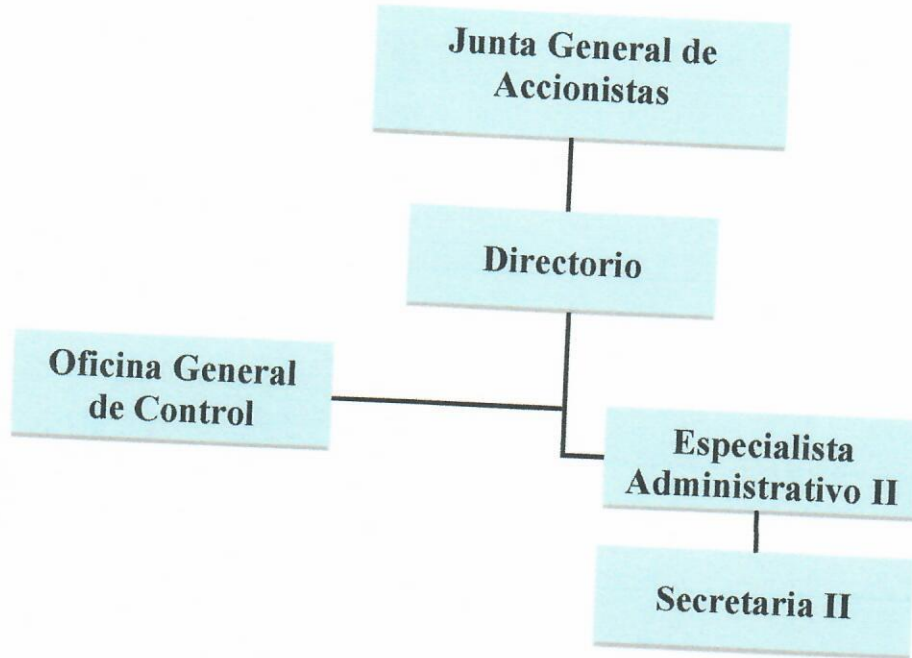 Junta General de
Accionistas
Directorio
Oficina General
de Control
Especialista
Administrativo II
Secretaria II